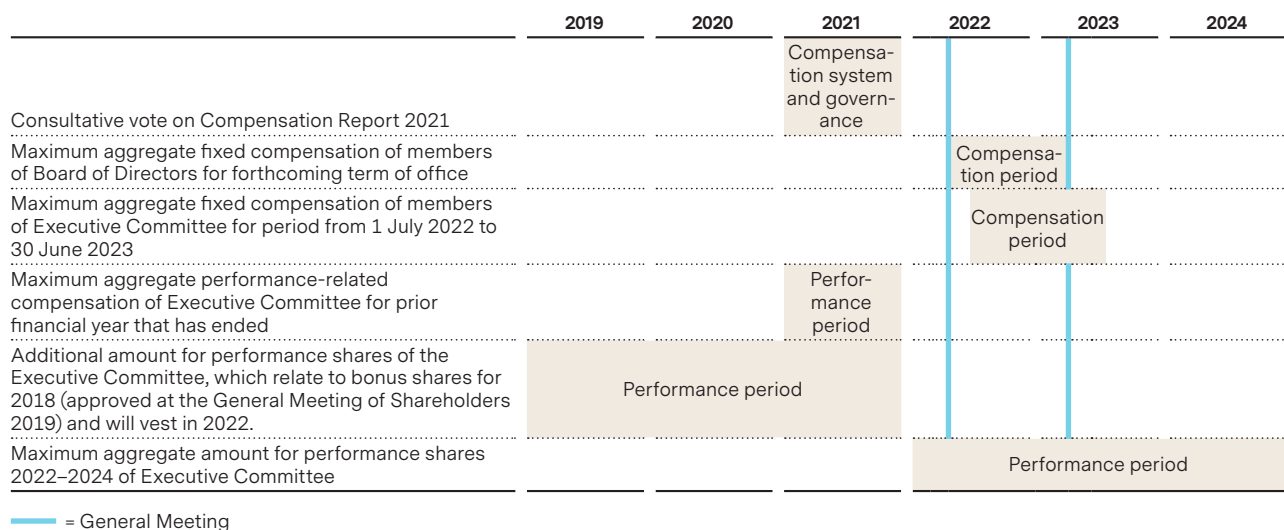 2019 2020 2021 2022 2023 2024
Compensa-
tion system
and govern-
ance
Consultative vote on Compensation Report 2021
Maximum aggregate fixed compensation of members
of Board of Directors for forthcoming term of office
Compensa-
tion period
Maximum aggregate fixed compensation of members
of Executive Committee for period from 1 July 2022 to
30 June 2023
Compensation
period
Maximum aggregate performance-related
compensation of Executive Committee for prior
financial year that has ended
Perfor-
mance
period
Additional amount for performance shares of the
Executive Committee, which relate to bonus shares for
2018 (approved at the General Meeting of Shareholders
2019) and will vest in 2022.
Performance period
Maximum aggregate amount for performance shares
2022–2024 of Executive Committee
Performance period
= General Meeting